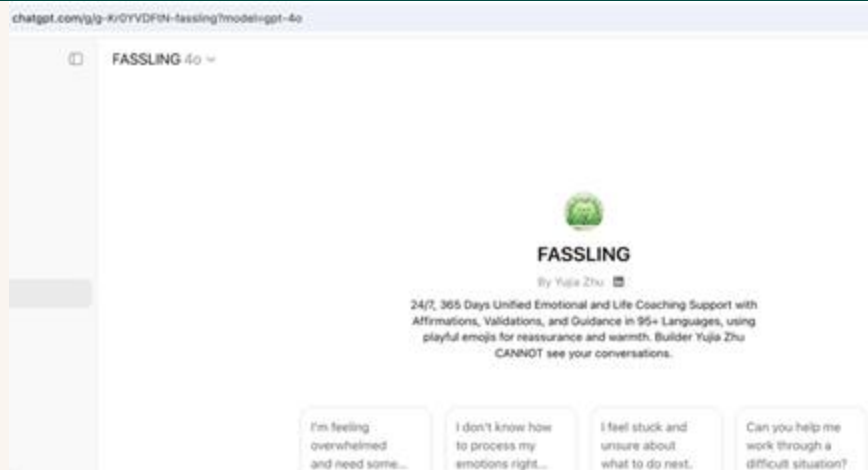 chatgpt.com/g/g-Kr0YVDFtN-fassling?model=gpt-4o
FASSLING 4o
FASSLING
By Yujia Zhu
24/7, 365 Days Unified Emotional and Life Coaching Support with
Affirmations, Validations, and Guidance in 95+ Languages, using
playful emojis for reassurance and warmth. Builder Yujia Zhu
CANNOT see your conversations.
I'm feeling
overwhelmed
and need some...
I don't know how
to process my
emotions right...
I feel stuck and
unsure about
what to do next.
Can you help me
work through a
difficult situation?